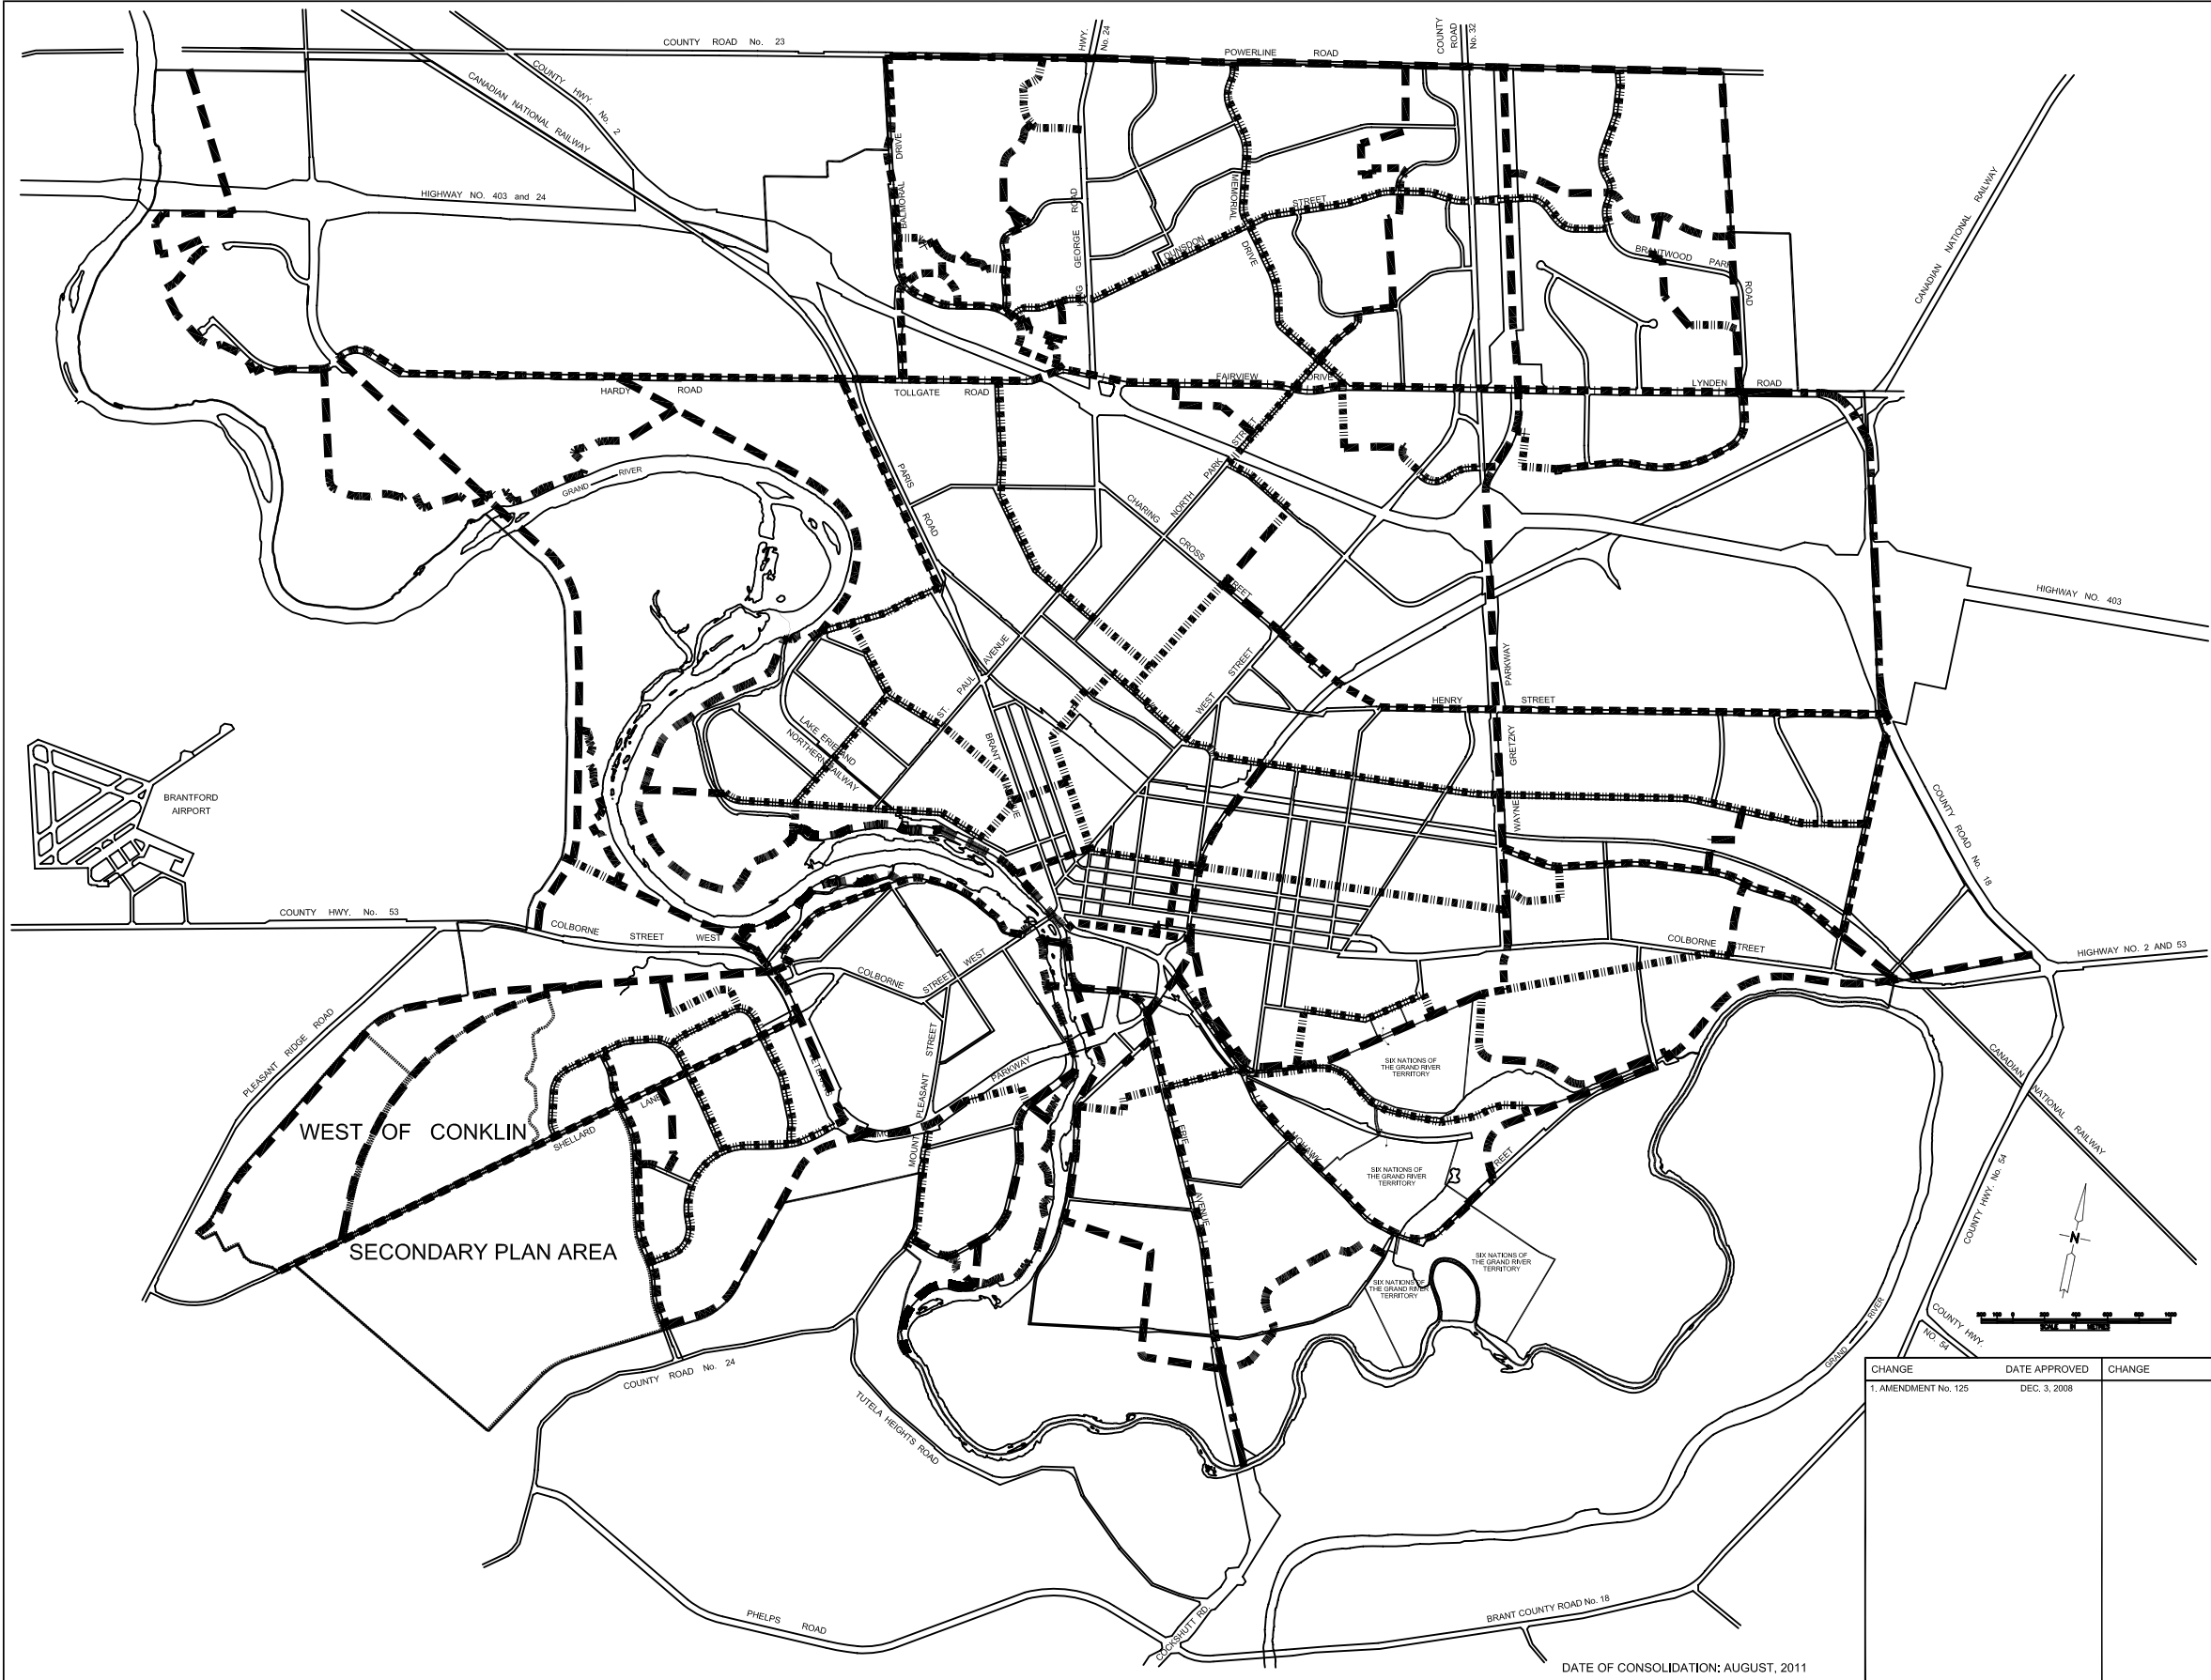 COUNTY ROAD No. 23
HWY. No. 24
COUNTY ROAD No. 32
POWERLINE ROAD
CANADIAN NATIONAL RAILWAY
COUNTY HWY. No. 2
HIGHWAY NO. 403 and 24
BALMORAL DRIVE
KING GEORGE ROAD
MEMORIAL DRIVE
DUNSDON STREET
BRANTWOOD PARK ROAD
CANADIAN NATIONAL RAILWAY
HARDY ROAD
TOLLGATE ROAD
FAIRVIEW DRIVE
LYNDEN ROAD
GRAND RIVER
PARIS ROAD
NORTH PARK STREET
CHARING CROSS STREET
HIGHWAY NO. 403
ST. PAUL AVENUE
WEST STREET
HENRY STREET
WAYNE GRETZKY PARKWAY
BRANT AVENUE
LAKE ERIE AND
NORTHERN RAILWAY
BRANTFORD
AIRPORT
COUNTY ROAD No. 18
COUNTY HWY. No. 53
COLBORNE STREET WEST
COLBORNE STREET WEST
COLBORNE STREET
HIGHWAY NO. 2 AND 53
PLEASANT RIDGE ROAD
MOUNT PLEASANT STREET
PARKWAY
SIX NATIONS OF
THE GRAND RIVER
TERRITORY
CANADIAN NATIONAL RAILWAY
WEST OF CONKLIN
SHELLARD LANE
ERIE AVENUE
MOHAWK STREET
SIX NATIONS OF
THE GRAND RIVER
TERRITORY
COUNTY HWY. No. 54
SECONDARY PLAN AREA
SIX NATIONS OF
THE GRAND RIVER
TERRITORY
SIX NATIONS OF
THE GRAND RIVER
TERRITORY
N
SCALE IN METRES
COUNTY HWY.
NO. 54
GRAND RIVER
COUNTY ROAD No. 24
TUTELA HEIGHTS ROAD
CHANGE DATE APPROVED CHANGE
1. AMENDMENT No. 125 DEC. 3, 2008
PHELPS ROAD
COCKSHUTT RD.
BRANT COUNTY ROAD No. 18
DATE OF CONSOLIDATION: AUGUST, 2011